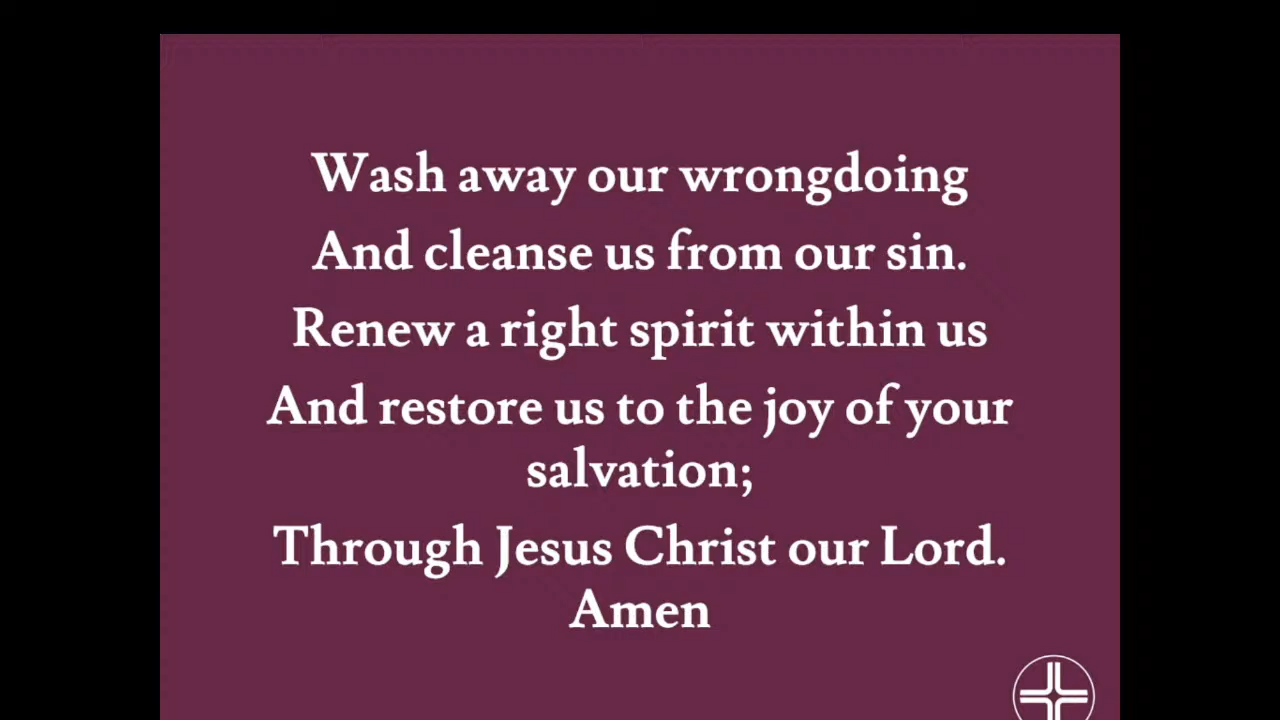 Wash away our wrongdoing
And cleanse us from our sin.
Renew a right spirit within us
And restore us to the joy of your
salvation;
Through Jesus Christ our Lord.
Amen